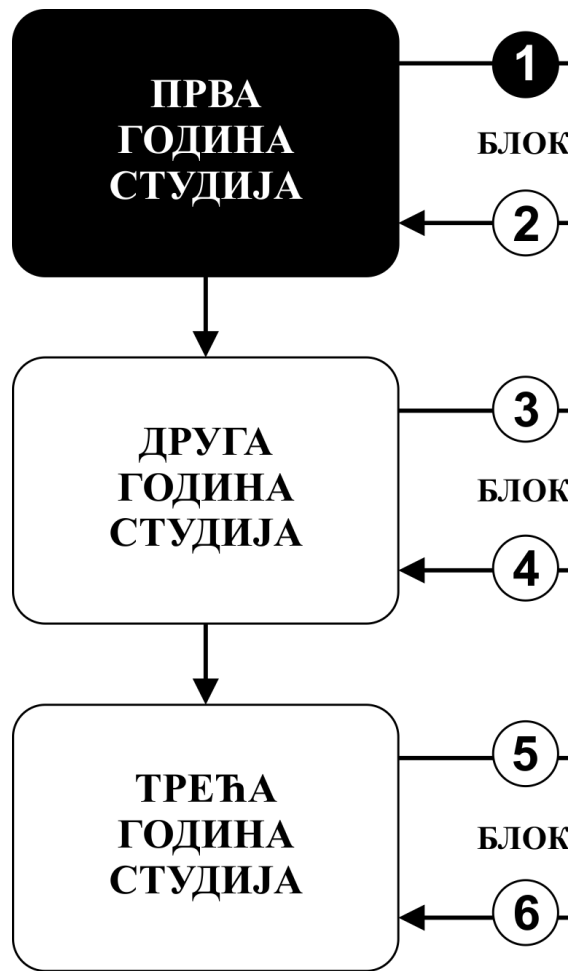 ПРВА
ГОДИНА
СТУДИЈА
1
БЛОК
2
ДРУГА
ГОДИНА
СТУДИЈА
3
БЛОК
4
ТРЕЋА
ГОДИНА
СТУДИЈА
5
БЛОК
6